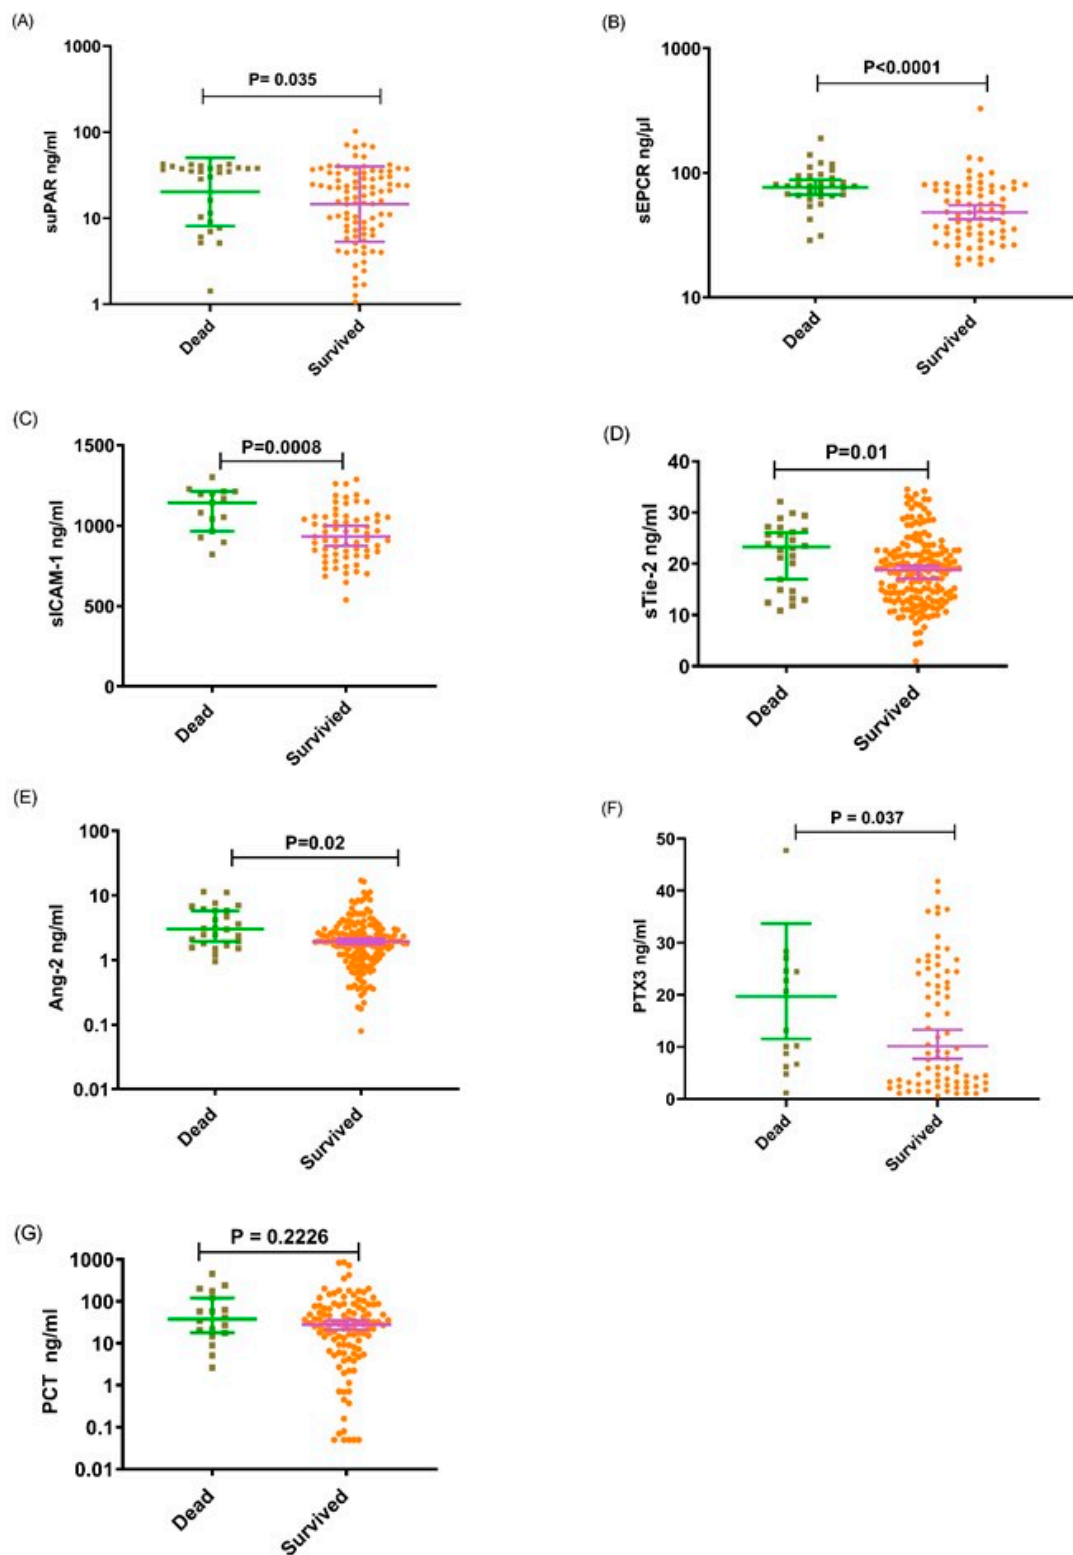 (A)
P= 0.035
suPAR ng/ml
1000
100
10
1
Dead
Survived
(B)
P<0.0001
sEPCR ng/µl
1000
100
10
Dead
Survived
(C)
P=0.0008
sICAM-1 ng/ml
1500
1000
500
0
Dead
Survivied
(D)
P=0.01
sTie-2 ng/ml
40
30
20
10
0
Dead
Survived
(E)
P=0.02
Ang-2 ng/ml
100
10
1
0.1
0.01
Dead
Survived
(F)
P = 0.037
PTX3 ng/ml
50
40
30
20
10
0
Dead
Survived
(G)
P = 0.2226
PCT ng/ml
1000
100
10
1
0.1
0.01
Dead
Survived